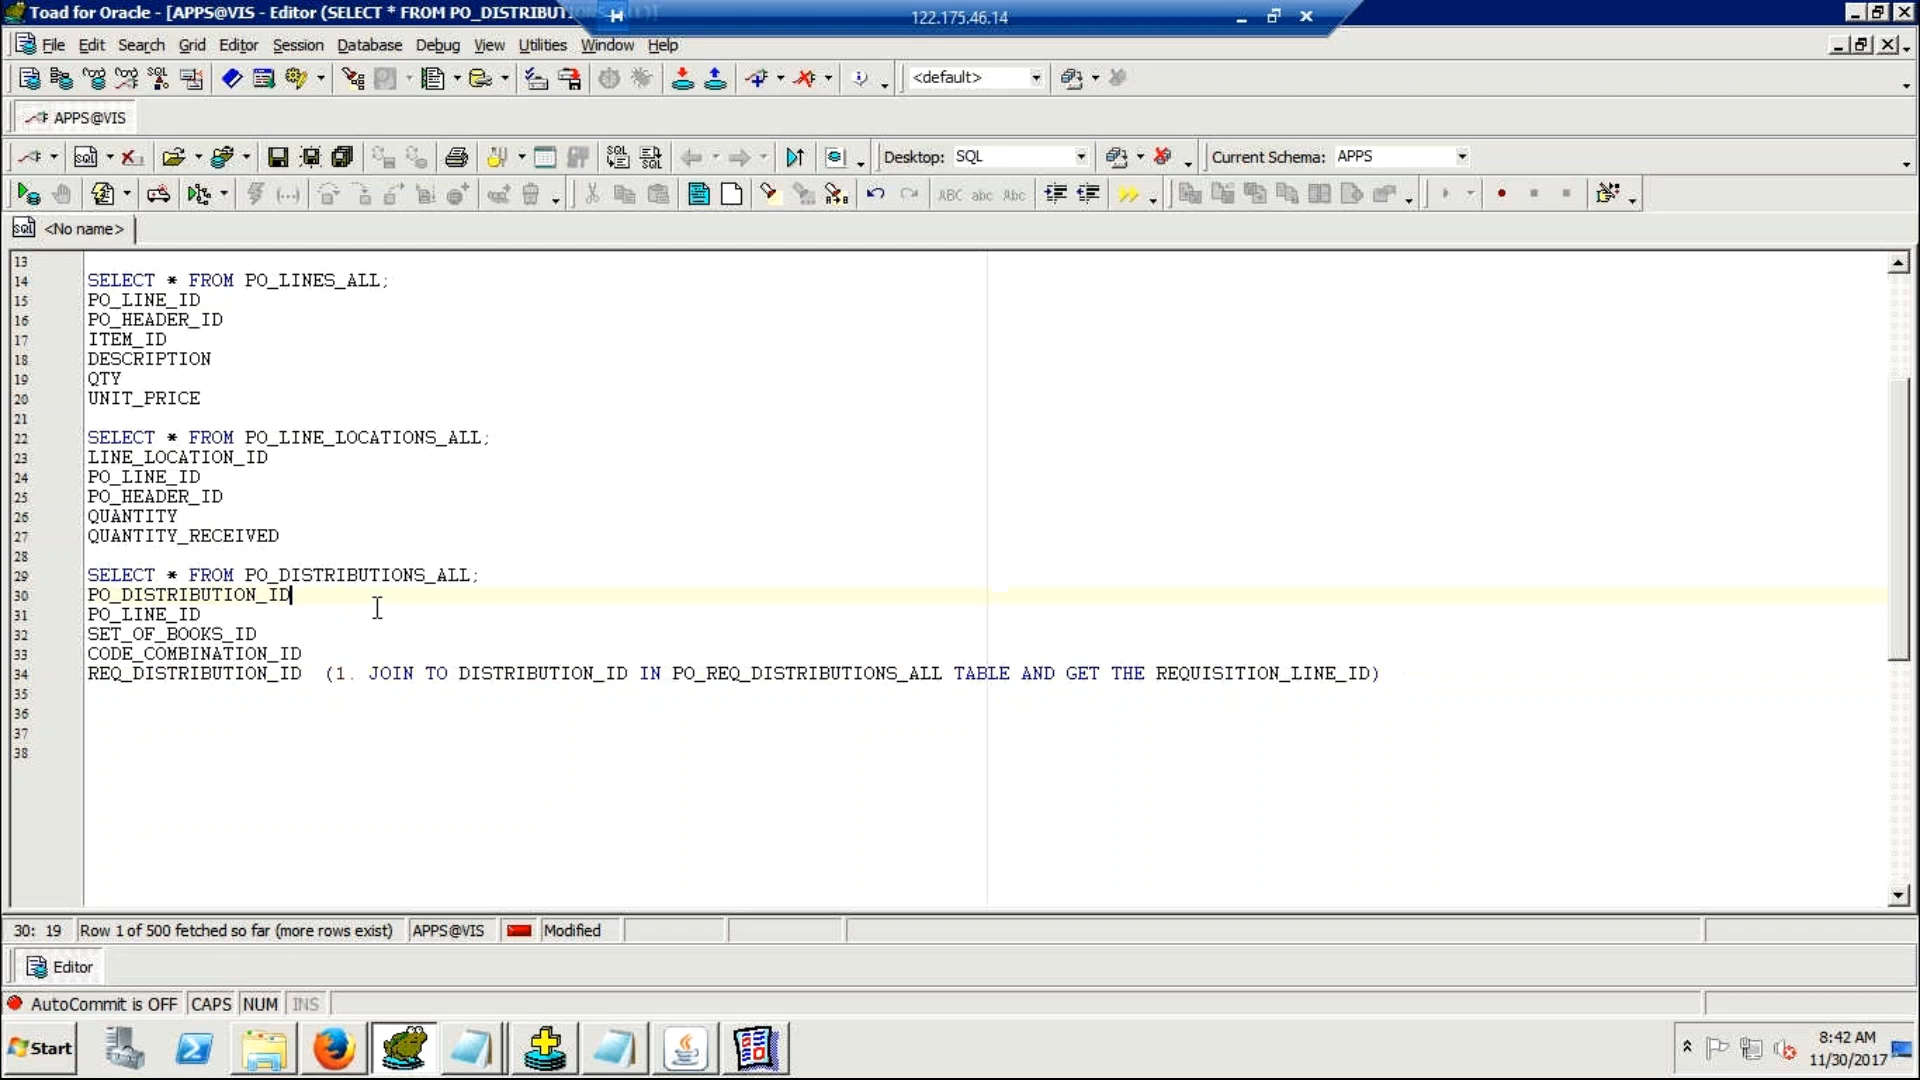 Toad for Oracle - [APPS@VIS - Editor (SELECT * FROM PO_DISTRIBUTIONS_ALL)]
122.175.46.14
File Edit Search Grid Editor Session Database Debug View Utilities Window Help
<default>
APPS@VIS
Desktop: SQL Current Schema: APPS
<No name>
13
14 SELECT * FROM PO_LINES_ALL;
15 PO_LINE_ID
16 PO_HEADER_ID
17 ITEM_ID
18 DESCRIPTION
19 QTY
20 UNIT_PRICE
21
22 SELECT * FROM PO_LINE_LOCATIONS_ALL;
23 LINE_LOCATION_ID
24 PO_LINE_ID
25 PO_HEADER_ID
26 QUANTITY
27 QUANTITY_RECEIVED
28
29 SELECT * FROM PO_DISTRIBUTIONS_ALL;
30 PO_DISTRIBUTION_ID
31 PO_LINE_ID
32 SET_OF_BOOKS_ID
33 CODE_COMBINATION_ID
34 REQ_DISTRIBUTION_ID (1. JOIN TO DISTRIBUTION_ID IN PO_REQ_DISTRIBUTIONS_ALL TABLE AND GET THE REQUISITION_LINE_ID)
35
36
37
38
30: 19 Row 1 of 500 fetched so far (more rows exist) APPS@VIS Modified
Editor
AutoCommit is OFF CAPS NUM INS
Start
8:42 AM
11/30/2017